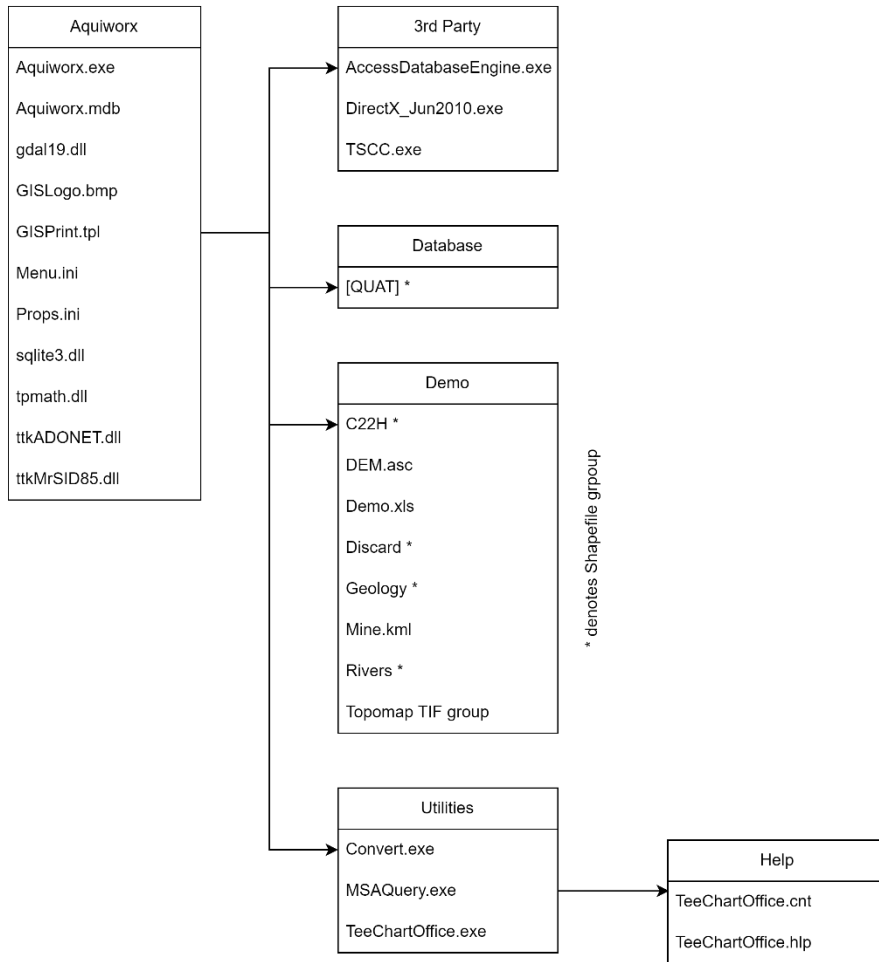 Aquiworx
Aquiworx.exe
Aquiworx.mdb
gdal19.dll
GISLogo.bmp
GISPrint.tpl
Menu.ini
Props.ini
sqlite3.dll
tpmath.dll
ttkADONET.dll
ttkMrSID85.dll
3rd Party
AccessDatabaseEngine.exe
DirectX_Jun2010.exe
TSCC.exe
Database
[QUAT] *
Demo
C22H *
DEM.asc
Demo.xls
Discard *
Geology *
Mine.kml
Rivers *
Topomap TIF group
* denotes Shapefile grpoup
Utilities
Convert.exe
MSAQuery.exe
TeeChartOffice.exe
Help
TeeChartOffice.cnt
TeeChartOffice.hlp